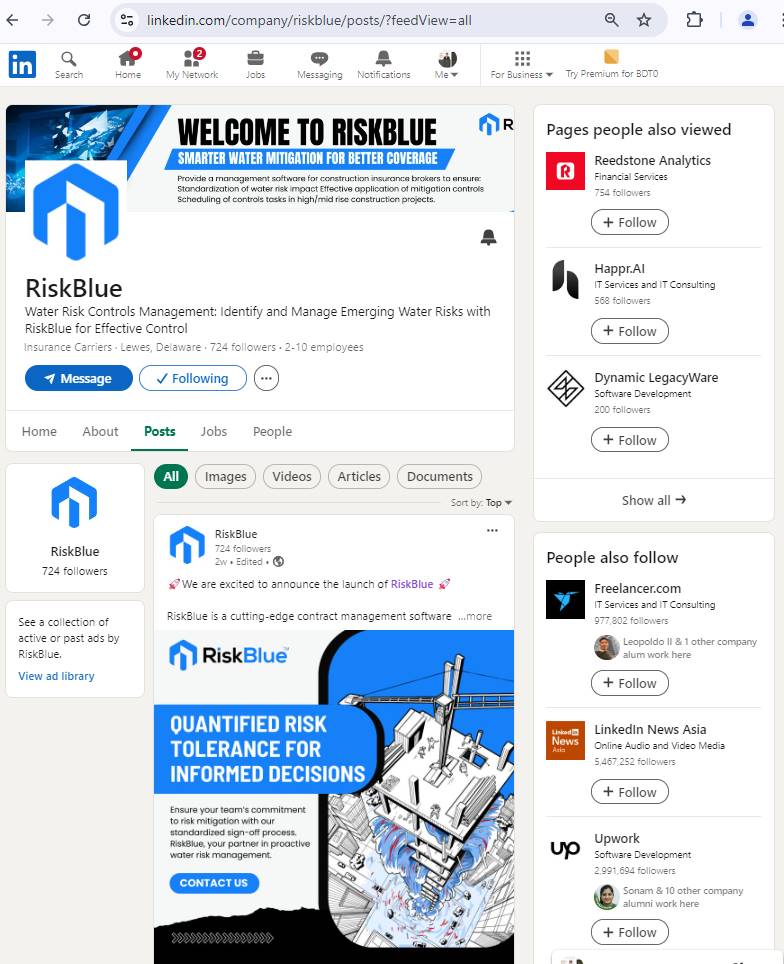 linkedin.com/company/riskblue/posts/?feedView=all
in
Search
Home
2
My Network
Jobs
Messaging
Notifications
Me
For Business
Try Premium for BDT0
WELCOME TO RISKBLUE
SMARTER WATER MITIGATION FOR BETTER COVERAGE
Provide a management software for construction insurance brokers to ensure:
Standardization of water risk impact Effective application of mitigation controls
Scheduling of controls tasks in high/mid rise construction projects.
R
RiskBlue
Water Risk Controls Management: Identify and Manage Emerging Water Risks with
RiskBlue for Effective Control
Insurance Carriers · Lewes, Delaware · 724 followers · 2-10 employees
Message
Following
Home
About
Posts
Jobs
People
RiskBlue
724 followers
See a collection of
active or past ads by
RiskBlue.
View ad library
All
Images
Videos
Articles
Documents
Sort by: Top
RiskBlue
724 followers
2w • Edited •
🚀We are excited to announce the launch of RiskBlue 🚀
RiskBlue is a cutting-edge contract management software ...more
RiskBlue™
QUANTIFIED RISK
TOLERANCE FOR
INFORMED DECISIONS
Ensure your team's commitment
to risk mitigation with our
standardized sign-off process.
RiskBlue, your partner in proactive
water risk management.
CONTACT US
Pages people also viewed
R
Reedstone Analytics
Financial Services
754 followers
+ Follow
Happr.AI
IT Services and IT Consulting
568 followers
+ Follow
Dynamic LegacyWare
Software Development
200 followers
+ Follow
Show all →
People also follow
Freelancer.com
IT Services and IT Consulting
977,802 followers
Leopoldo II & 1 other company
alum work here
+ Follow
LinkedIn
News
Asia
LinkedIn News Asia
Online Audio and Video Media
5,467,252 followers
+ Follow
up
Upwork
Software Development
2,991,694 followers
Sonam & 10 other company
alumni work here
+ Follow